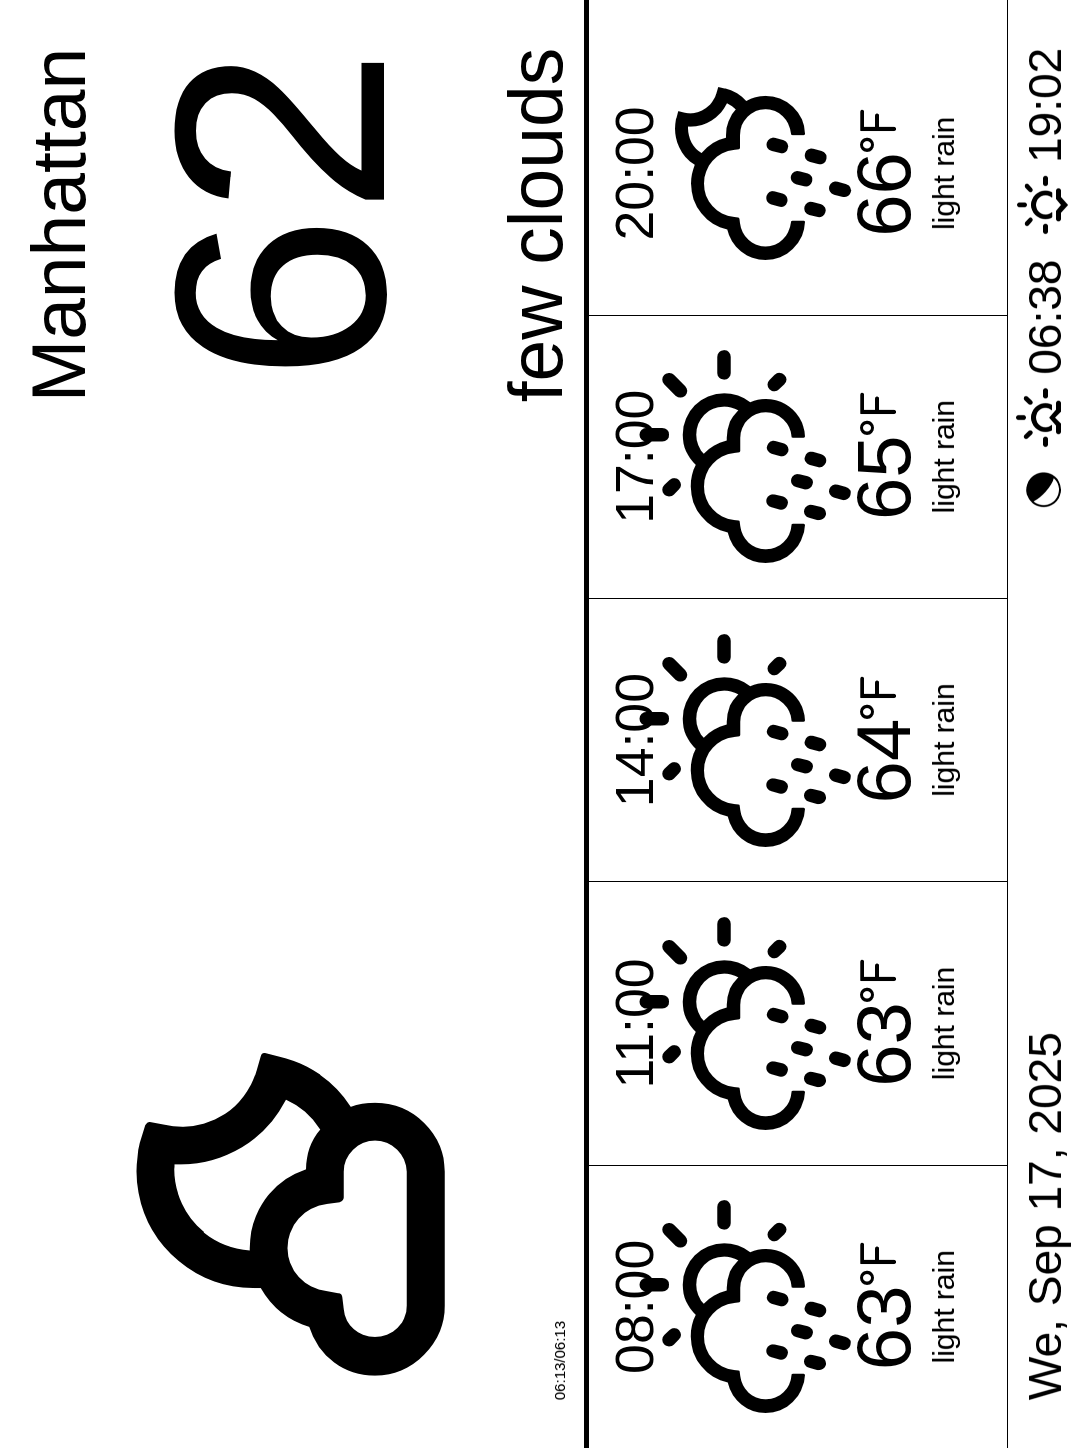 Manhattan
62
06:13/06:13
few clouds
08:00
63°F
light rain
11:00
63°F
light rain
14:00
64°F
light rain
17:00
65°F
light rain
20:00
66°F
light rain
We, Sep 17, 2025
06:38
19:02